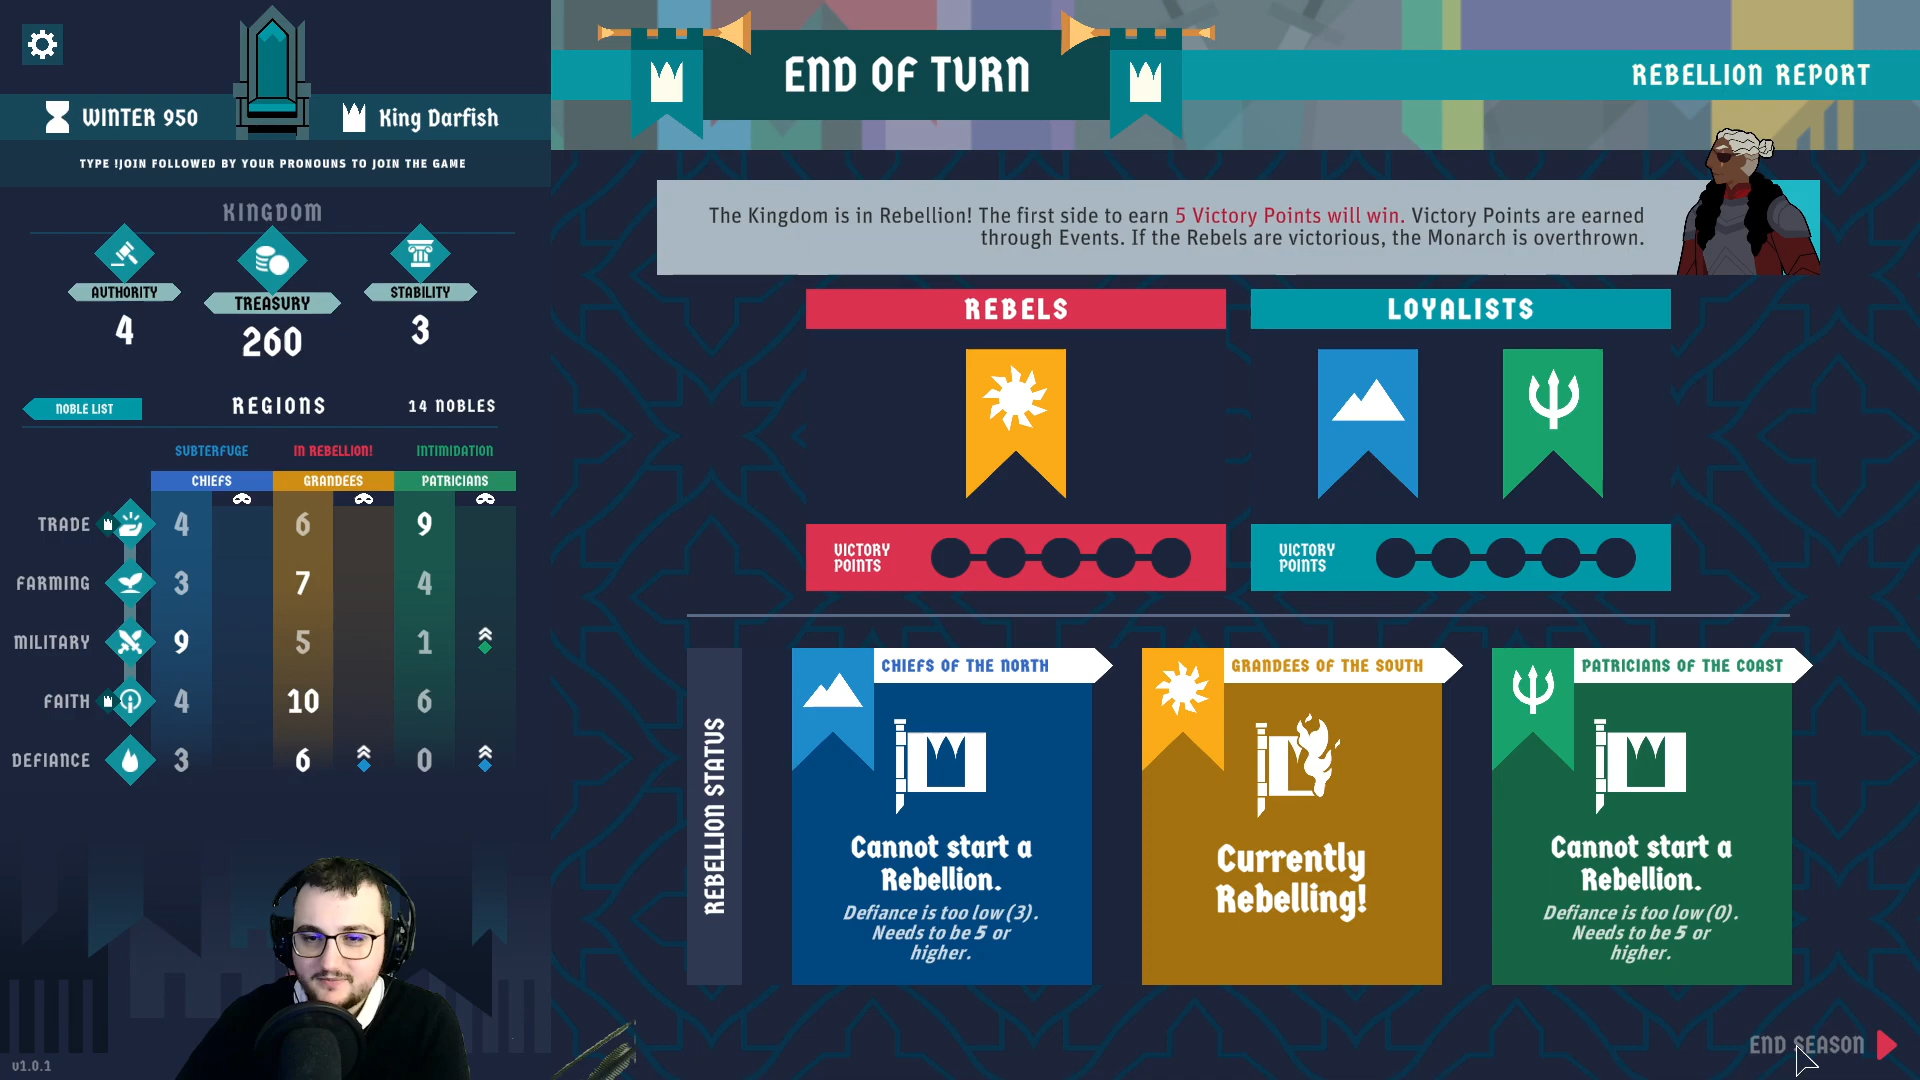 WINTER 950
King Darfish
TYPE !JOIN FOLLOWED BY YOUR PRONOUNS TO JOIN THE GAME
KINGDOM
AUTHORITY
4
TREASURY
260
STABILITY
3
NOBLE LIST
REGIONS
14 NOBLES
SUBTERFUGE
IN REBELLION!
INTIMIDATION
CHIEFS
GRANDEES
PATRICIANS
TRADE 4 6 9
FARMING 3 7 4
MILITARY 9 5 1
FAITH 4 10 6
DEFIANCE 3 6 0
v1.0.1
END OF TURN
REBELLION REPORT
The Kingdom is in Rebellion! The first side to earn 5 Victory Points will win. Victory Points are earned
through Events. If the Rebels are victorious, the Monarch is overthrown.
REBELS
LOYALISTS
VICTORY
POINTS
VICTORY
POINTS
REBELLION STATUS
CHIEFS OF THE NORTH
Cannot start a
Rebellion.
Defiance is too low (3).
Needs to be 5 or
higher.
GRANDEES OF THE SOUTH
Currently
Rebelling!
PATRICIANS OF THE COAST
Cannot start a
Rebellion.
Defiance is too low (0).
Needs to be 5 or
higher.
END SEASON